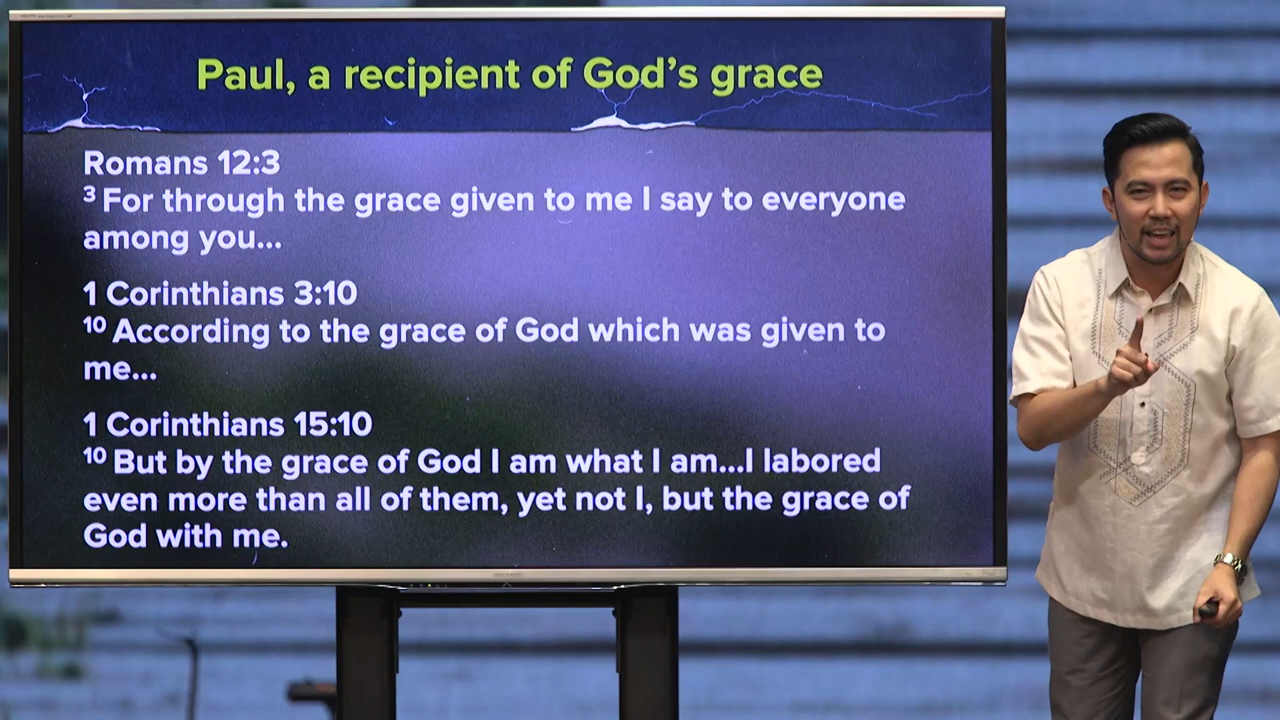 Paul, a recipient of God’s grace
Romans 12:3
3 For through the grace given to me I say to everyone
among you...
1 Corinthians 3:10
10 According to the grace of God which was given to
me...
1 Corinthians 15:10
10 But by the grace of God I am what I am...I labored
even more than all of them, yet not I, but the grace of
God with me.